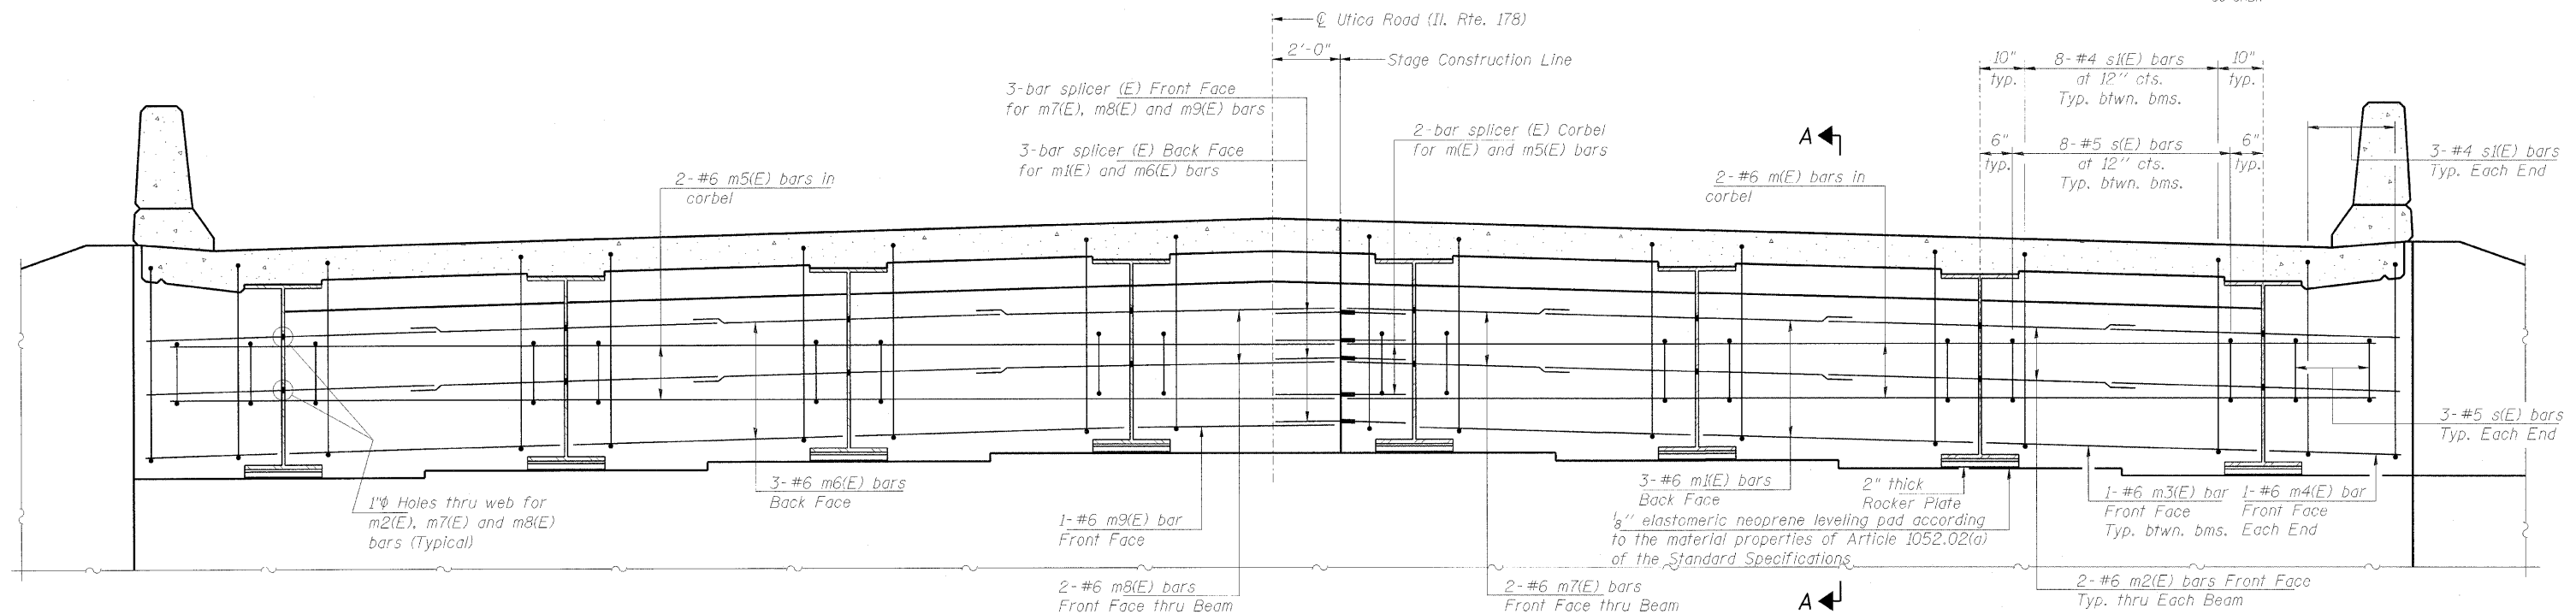 ℄ Utica Road (Il. Rte. 178)
2'-0"
Stage Construction Line
3-bar splicer (E) Front Face
for m7(E), m8(E) and m9(E) bars
3-bar splicer (E) Back Face
for m1(E) and m6(E) bars
2-bar splicer (E) Corbel
for m(E) and m5(E) bars
A
10"
typ.
8-#4 s1(E) bars
at 12" cts.
Typ. btwn. bms.
10"
typ.
6"
typ.
8-#5 s(E) bars
at 12" cts.
Typ. btwn. bms.
6"
typ.
3-#4 s1(E) bars
Typ. Each End
2-#6 m5(E) bars in
corbel
2-#6 m(E) bars in
corbel
3-#5 s(E) bars
Typ. Each End
1"ϕ Holes thru web for
m2(E), m7(E) and m8(E)
bars (Typical)
3-#6 m6(E) bars
Back Face
1-#6 m9(E) bar
Front Face
3-#6 m1(E) bars
Back Face
2" thick
Rocker Plate
1-#6 m3(E) bar
Front Face
Typ. btwn. bms.
1-#6 m4(E) bar
Front Face
Each End
1/8" elastomeric neoprene leveling pad according
to the material properties of Article 1052.02(a)
of the Standard Specifications
2-#6 m8(E) bars
Front Face thru Beam
2-#6 m7(E) bars
Front Face thru Beam
A
2-#6 m2(E) bars Front Face
Typ. thru Each Beam